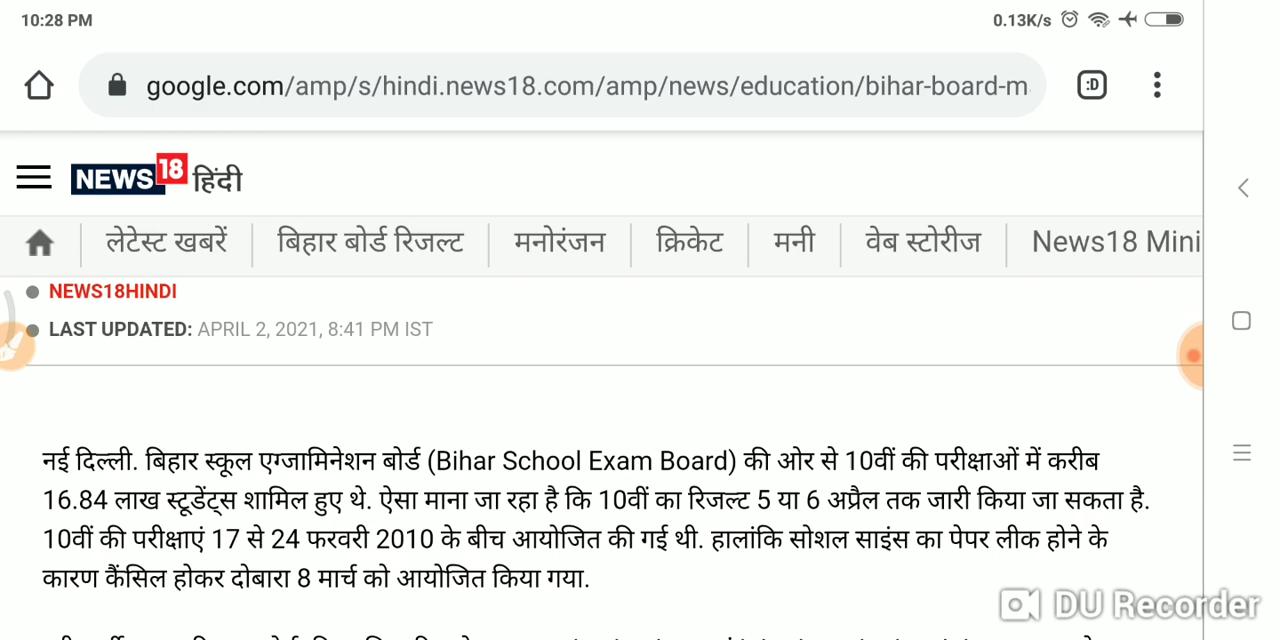 10:28 PM 0.13K/s
google.com/amp/s/hindi.news18.com/amp/news/education/bihar-board-m :D
NEWS 18 हिंदी
लेटेस्ट खबरें बिहार बोर्ड रिजल्ट मनोरंजन क्रिकेट मनी वेब स्टोरीज News18 Mini
NEWS18HINDI
LAST UPDATED: APRIL 2, 2021, 8:41 PM IST
नई दिल्ली. बिहार स्कूल एग्जामिनेशन बोर्ड (Bihar School Exam Board) की ओर से 10वीं की परीक्षाओं में करीब
16.84 लाख स्टूडेंट्स शामिल हुए थे. ऐसा माना जा रहा है कि 10वीं का रिजल्ट 5 या 6 अप्रैल तक जारी किया जा सकता है.
10वीं की परीक्षाएं 17 से 24 फरवरी 2010 के बीच आयोजित की गई थी. हालांकि सोशल साइंस का पेपर लीक होने के
कारण कैंसिल होकर दोबारा 8 मार्च को आयोजित किया गया.
DU Recorder